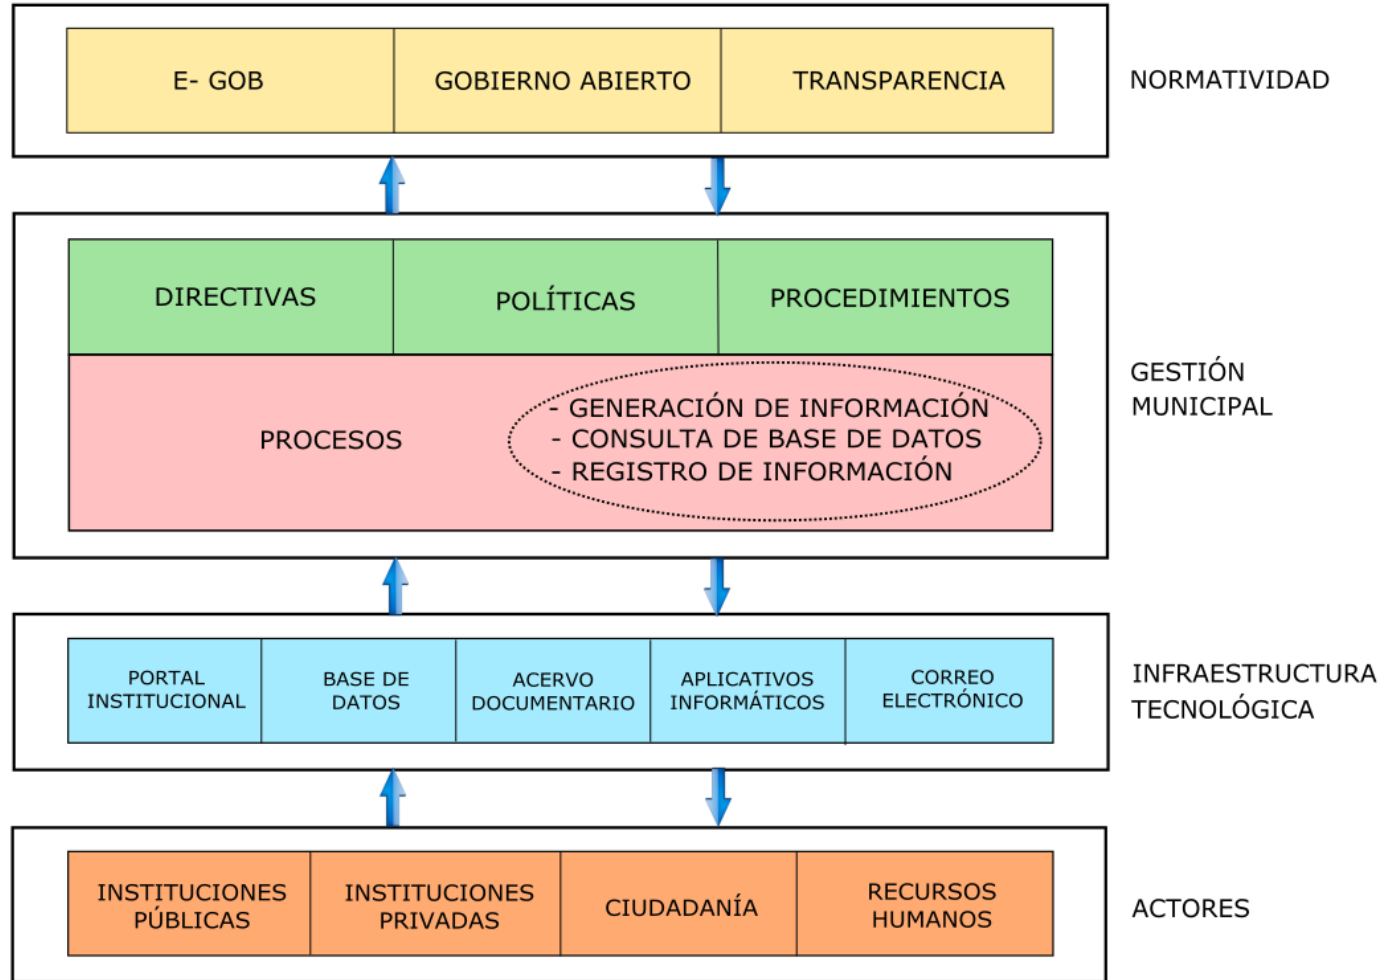 E- GOB
GOBIERNO ABIERTO
TRANSPARENCIA
NORMATIVIDAD
DIRECTIVAS
POLÍTICAS
PROCEDIMIENTOS
PROCESOS
- GENERACIÓN DE INFORMACIÓN
- CONSULTA DE BASE DE DATOS
- REGISTRO DE INFORMACIÓN
GESTIÓN
MUNICIPAL
PORTAL
INSTITUCIONAL
BASE DE
DATOS
ACERVO
DOCUMENTARIO
APLICATIVOS
INFORMÁTICOS
CORREO
ELECTRÓNICO
INFRAESTRUCTURA
TECNOLÓGICA
INSTITUCIONES
PÚBLICAS
INSTITUCIONES
PRIVADAS
CIUDADANÍA
RECURSOS
HUMANOS
ACTORES